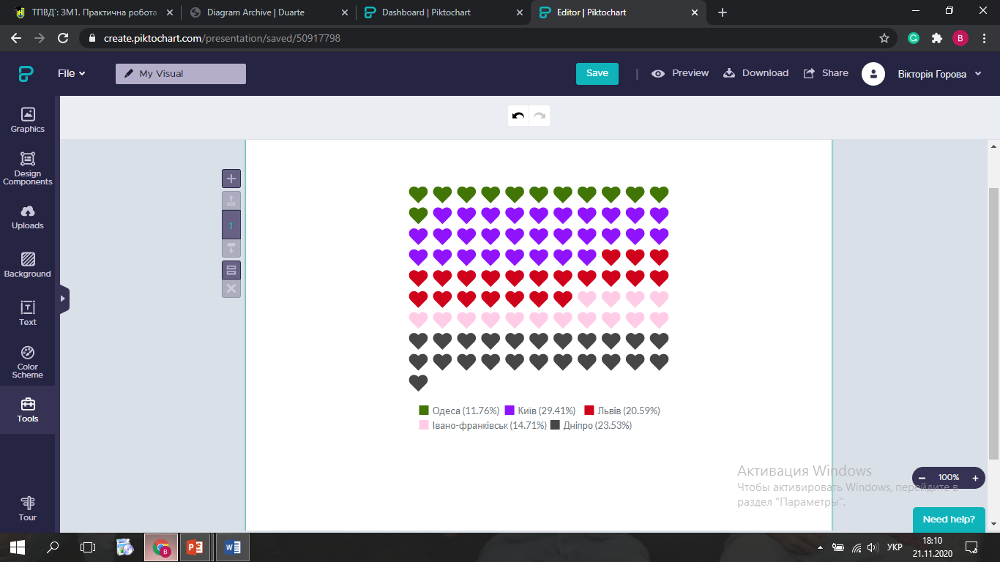 ТПВД`: ЗМ1. Практична робота
Diagram Archive | Duarte
Dashboard | Piktochart
Editor | Piktochart
create.piktochart.com/presentation/saved/50917798
G
B
File
My Visual
Save
Preview
Download
Share
Вікторія Горова
Graphics
Design
Components
Uploads
Background
Text
Color
Scheme
Tools
Tour
1
Одеса (11.76%) Київ (29.41%) Львів (20.59%)
Івано-франківськ (14.71%) Дніпро (23.53%)
Активация Windows
Чтобы активировать Windows, перейдите в
раздел "Параметры".
100%
Need help?
B
УКР
18:10
21.11.2020